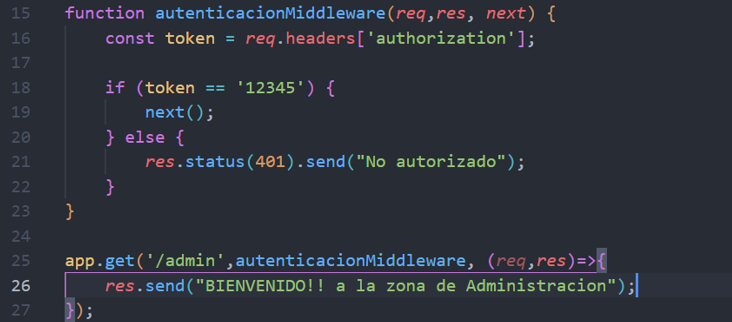 15 function autenticacionMiddleware(req,res, next) {
16     const token = req.headers['authorization'];
17
18     if (token == '12345') {
19         next();
20     } else {
21         res.status(401).send("No autorizado");
22     }
23 }
24
25 app.get('/admin',autenticacionMiddleware, (req,res)=>{
26     res.send("BIENVENIDO!! a la zona de Administracion");
27 });